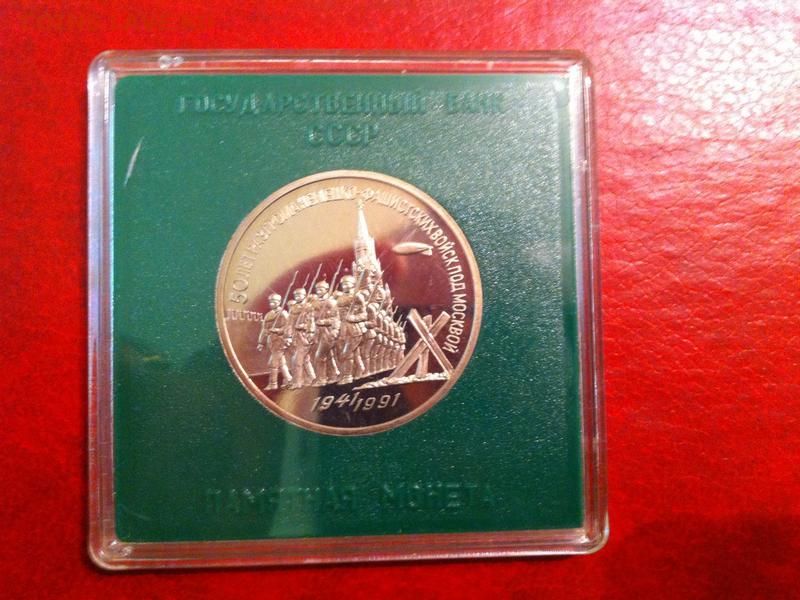 ГОСУДАРСТВЕННЫЙ БАНК
СССР
50 ЛЕТ РАЗГРОМА НЕМЕЦКО-ФАШИСТСКИХ ВОЙСК ПОД МОСКВОЙ
1941/1991
ПАМЯТНАЯ МОНЕТА